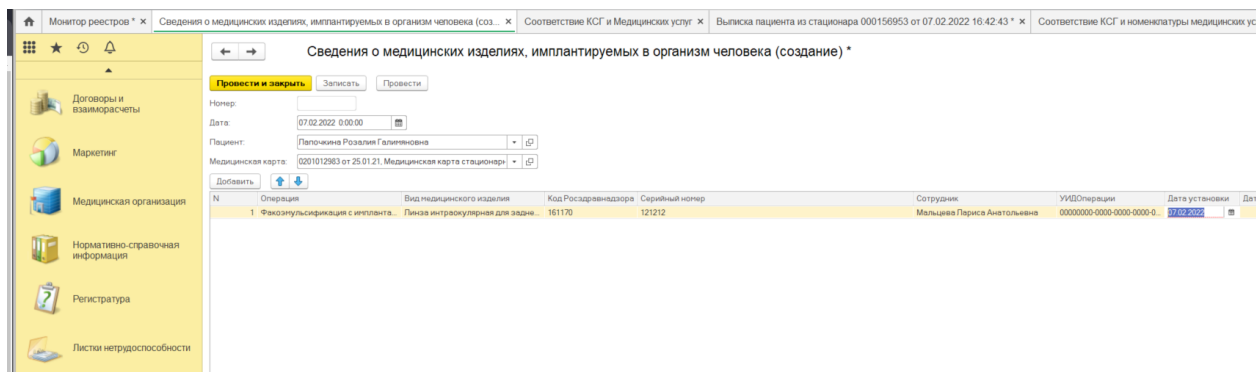 Монитор реестров * ×
Сведения о медицинских изделиях, имплантируемых в организм человека (соз... ×
Соответствие КСГ и Медицинских услуг ×
Выписка пациента из стационара 000156953 от 07.02.2022 16:42:43 * ×
Соответствие КСГ и номенклатуры медицинских ус
Сведения о медицинских изделиях, имплантируемых в организм человека (создание) *
Провести и закрыть Записать Провести
Номер:
Дата: 07.02.2022 0:00:00
Пациент: Папочкина Розалия Галимяновна
Медицинская карта: 0201012983 от 25.01.21, Медицинская карта стационарн
Добавить
N Операция Вид медицинского изделия Код Росздравнадзора Серийный номер Сотрудник УИДОперации Дата установки Дат
1 Факоэмульсификация с имплантa... Линза интраокулярная для задне... 161170 121212 Мальцева Лариса Анатольевна 00000000-0000-0000-0000-0... 07.02.2022
Договоры и
взаиморасчеты
Маркетинг
Медицинская организация
Нормативно-справочная
информация
Регистратура
Листки нетрудоспособности